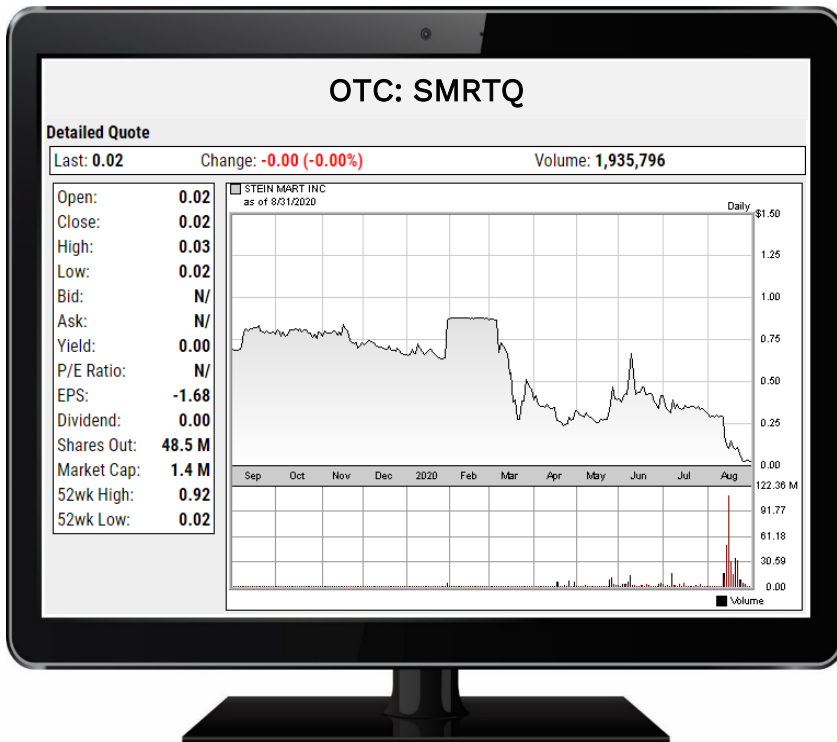 OTC: SMRTQ
Detailed Quote
Last: 0.02 Change: -0.00 (-0.00%) Volume: 1,935,796
Open: 0.02
Close: 0.02
High: 0.03
Low: 0.02
Bid: N/
Ask: N/
Yield: 0.00
P/E Ratio: N/
EPS: -1.68
Dividend: 0.00
Shares Out: 48.5 M
Market Cap: 1.4 M
52wk High: 0.92
52wk Low: 0.02
STEIN MART INC
as of 8/31/2020
Daily
$1.50
1.25
1.00
0.75
0.50
0.25
0.00
Sep Oct Nov Dec 2020 Feb Mar Apr May Jun Jul Aug
122.36 M
91.77
61.18
30.59
0.00
Volume